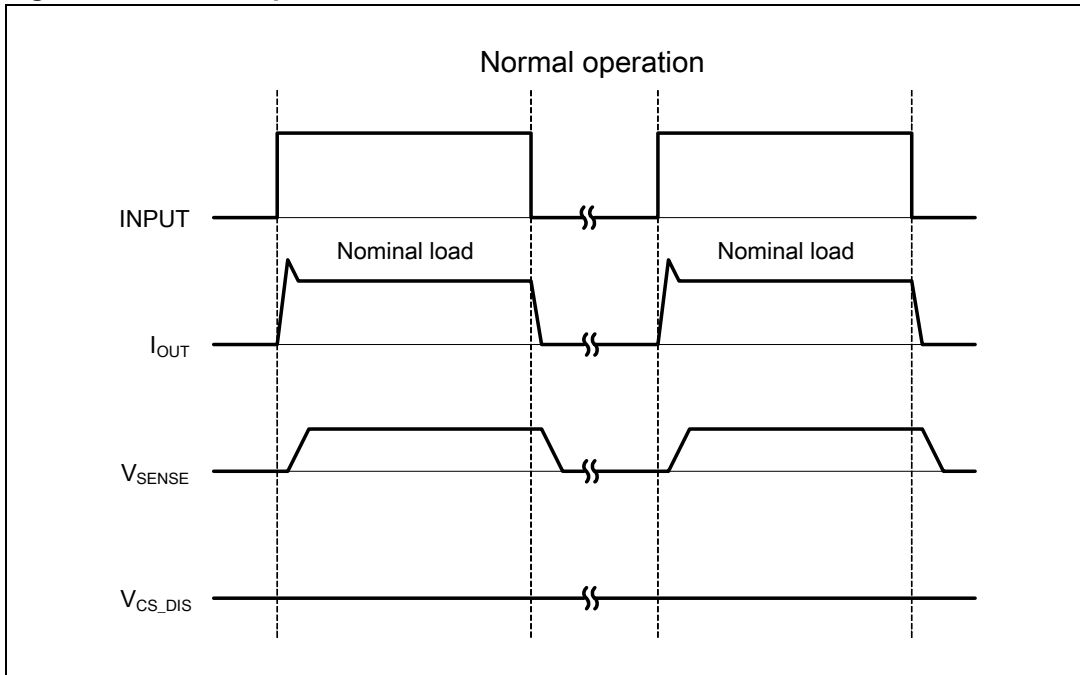 Normal operation
INPUT
Nominal load Nominal load
I_OUT
V_SENSE
V_CS_DIS